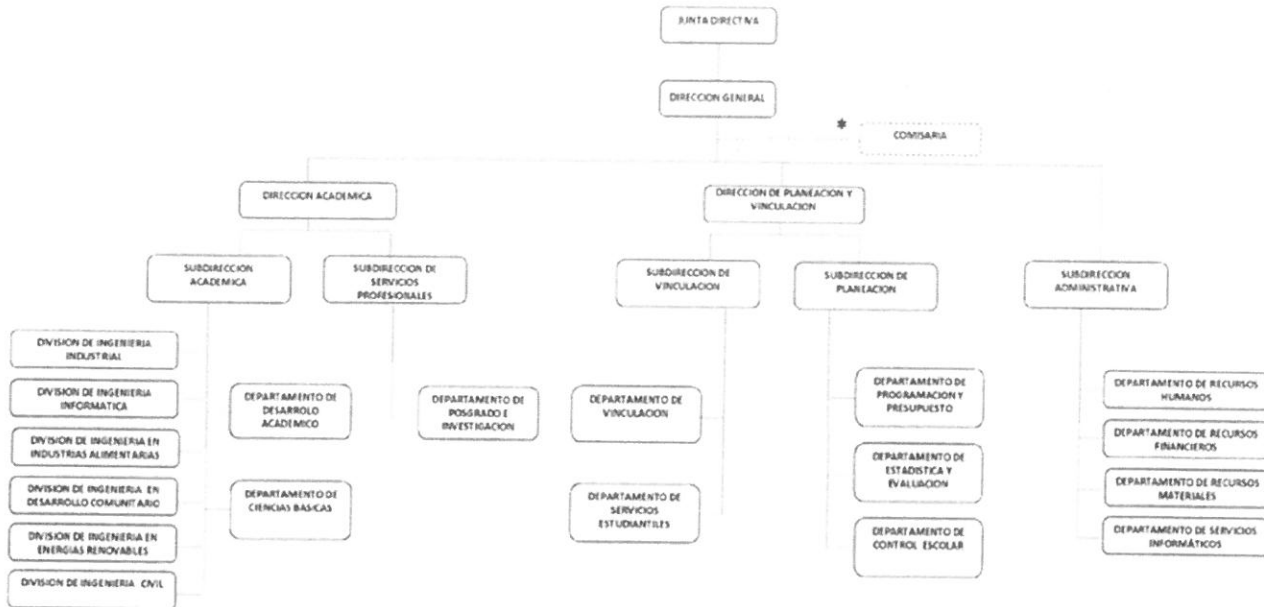 JUNTA DIRECTIVA
DIRECCION GENERAL
*
COMISARIA
DIRECCION ACADEMICA
DIRECCION DE PLANEACION Y
VINCULACION
SUBDIRECCION
ACADEMICA
SUBDIRECCION DE
SERVICIOS
PROFESIONALES
SUBDIRECCION DE
VINCULACION
SUBDIRECCION DE
PLANEACION
SUBDIRECCION
ADMINISTRATIVA
DIVISION DE INGENIERIA
INDUSTRIAL
DIVISION DE INGENIERIA
INFORMATICA
DIVISION DE INGENIERIA EN
INDUSTRIAS ALIMENTARIAS
DIVISION DE INGENIERIA EN
DESARROLLO COMUNITARIO
DIVISION DE INGENIERIA EN
ENERGIAS RENOVABLES
DIVISION DE INGENIERIA CIVIL
DEPARTAMENTO DE
DESARROLO
ACADEMICO
DEPARTAMENTO DE
CIENCIAS BÁSICAS
DEPARTAMENTO DE
POSGRADO E
INVESTIGACION
DEPARTAMENTO DE
VINCULACION
DEPARTAMENTO DE
SERVICIOS
ESTUDIANTILES
DEPARTAMENTO DE
PROGRAMACION Y
PRESUPUESTO
DEPARTAMENTO DE
ESTADISTICA Y
EVALUACION
DEPARTAMENTO DE
CONTROL ESCOLAR
DEPARTAMENTO DE RECURSOS
HUMANOS
DEPARTAMENTO DE RECURSOS
FINANCIEROS
DEPARTAMENTO DE RECURSOS
MATERIALES
DEPARTAMENTO DE SERVICIOS
INFORMÁTICOS